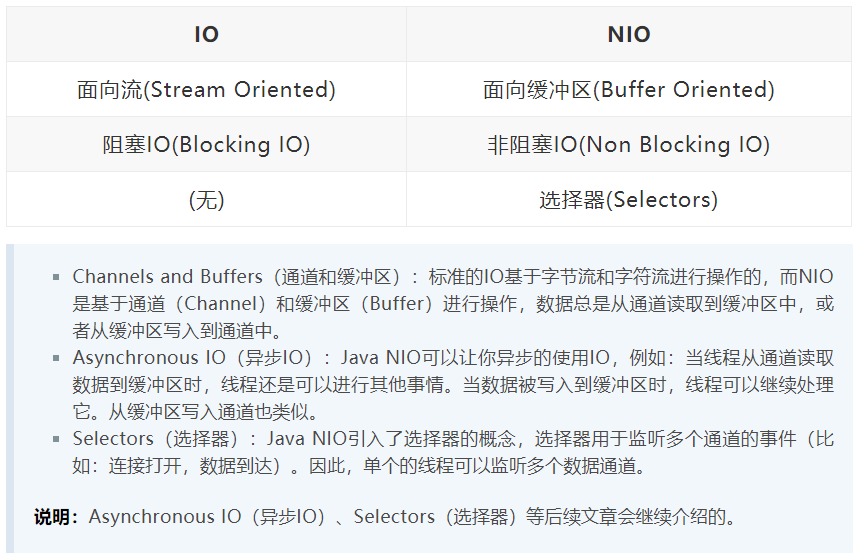 IO NIO
面向流(Stream Oriented) 面向缓冲区(Buffer Oriented)
阻塞IO(Blocking IO) 非阻塞IO(Non Blocking IO)
(无) 选择器(Selectors)
Channels and Buffers（通道和缓冲区）：标准的IO基于字节流和字符流进行操作的，而NIO
是基于通道（Channel）和缓冲区（Buffer）进行操作，数据总是从通道读取到缓冲区中，或
者从缓冲区写入到通道中。
Asynchronous IO（异步IO）：Java NIO可以让你异步的使用IO，例如：当线程从通道读取
数据到缓冲区时，线程还是可以进行其他事情。当数据被写入到缓冲区时，线程可以继续处理
它。从缓冲区写入通道也类似。
Selectors（选择器）：Java NIO引入了选择器的概念，选择器用于监听多个通道的事件（比
如：连接打开，数据到达）。因此，单个的线程可以监听多个数据通道。
说明：Asynchronous IO（异步IO）、Selectors（选择器）等后续文章会继续介绍的。